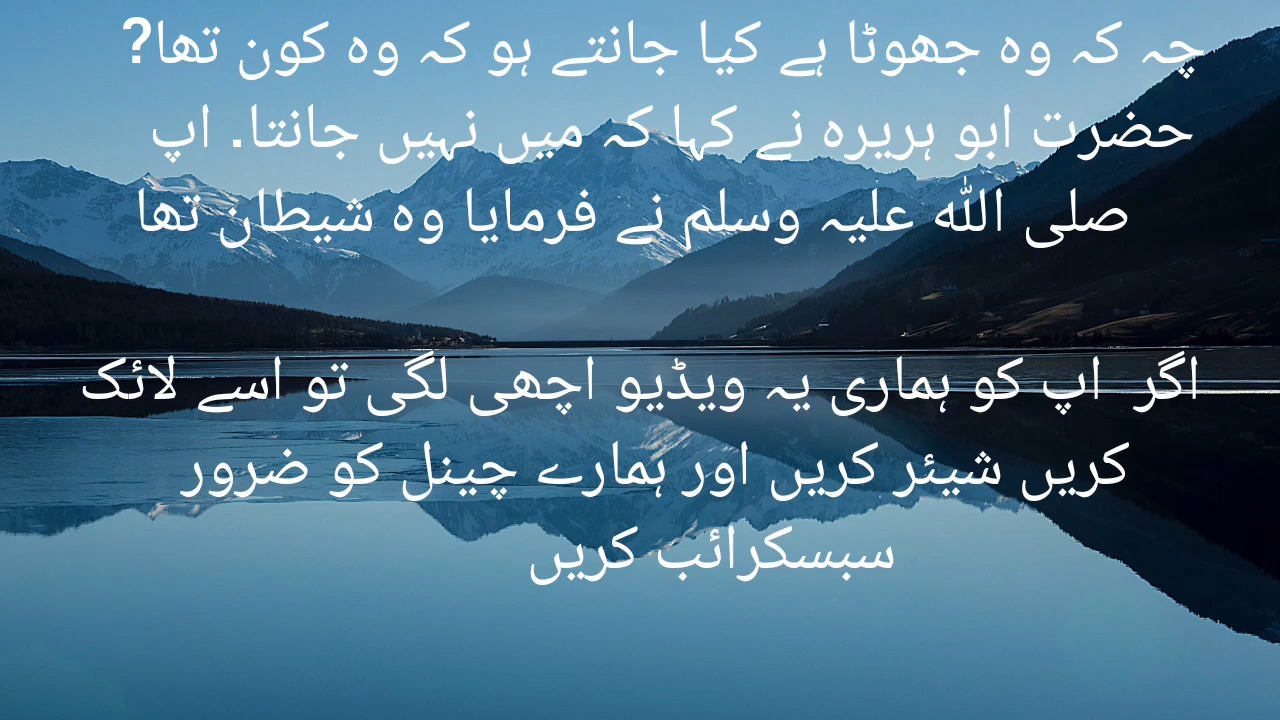 چہ کہ وہ جھوٹا ہے کیا جانتے ہو کہ وہ کون تھا?
حضرت ابو ہریرہ نے کہا کہ میں نہیں جانتا. اپ
صلی اللہ علیہ وسلم نے فرمایا وہ شیطان تھا
اگر اپ کو ہماری یہ ویڈیو اچھی لگی تو اسے لائک
کریں شیئر کریں اور ہمارے چینل کو ضرور
سبسکرائب کریں